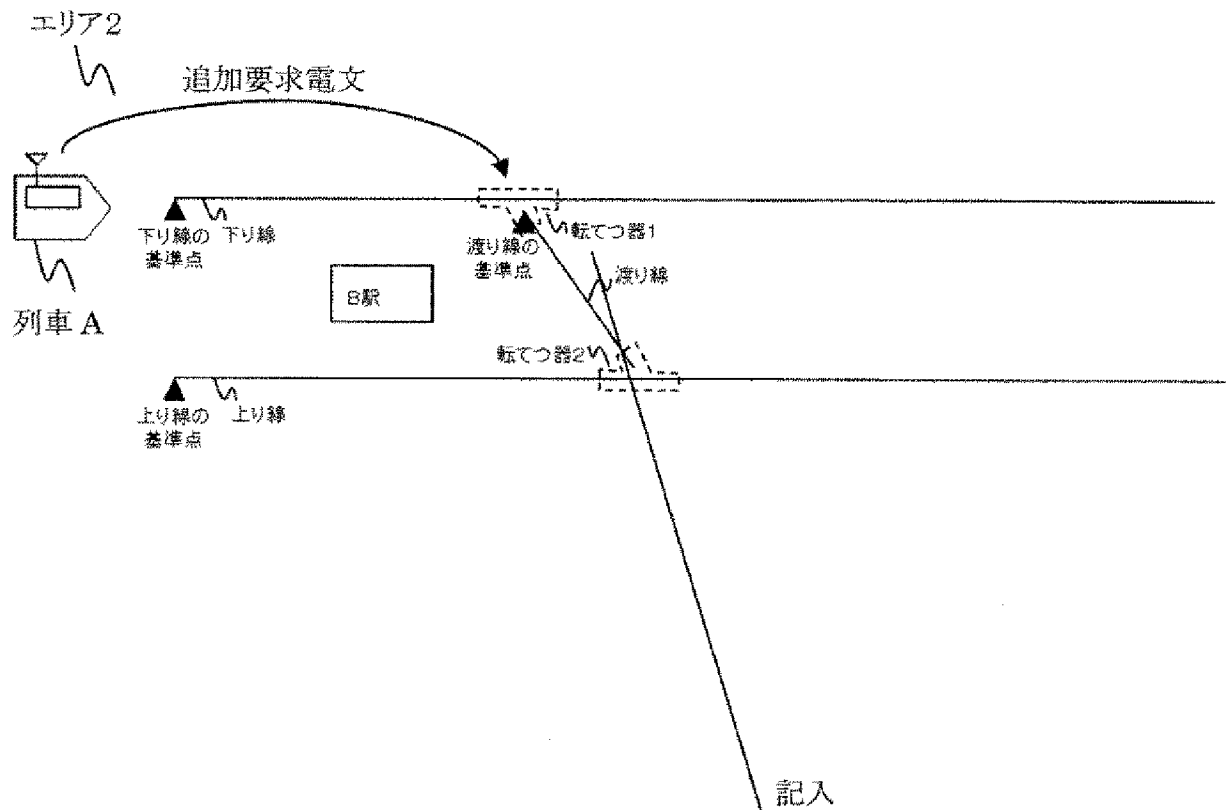 エリア2
追加要求電文
下り線の
基準点
下り線
渡り線の
基準点
転てつ器1
渡り線
列車 A
B駅
転てつ器2
上り線の
基準点
上り線
記入